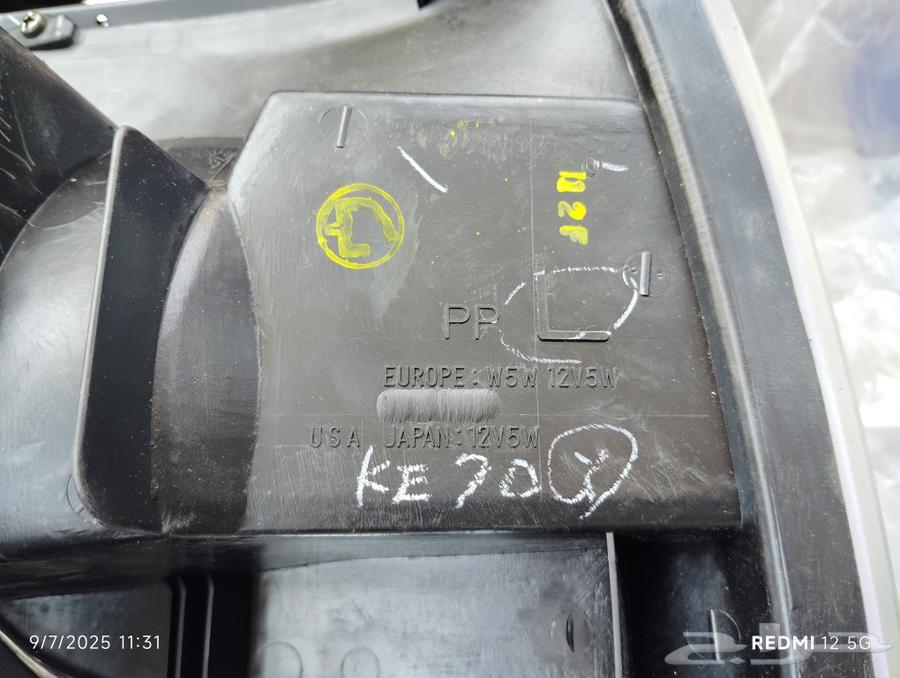 PP L
EUROPE : W5W 12V5W
USA JAPAN : 12V5W
KE70
9/7/2025 11:31
REDMI 12 5G